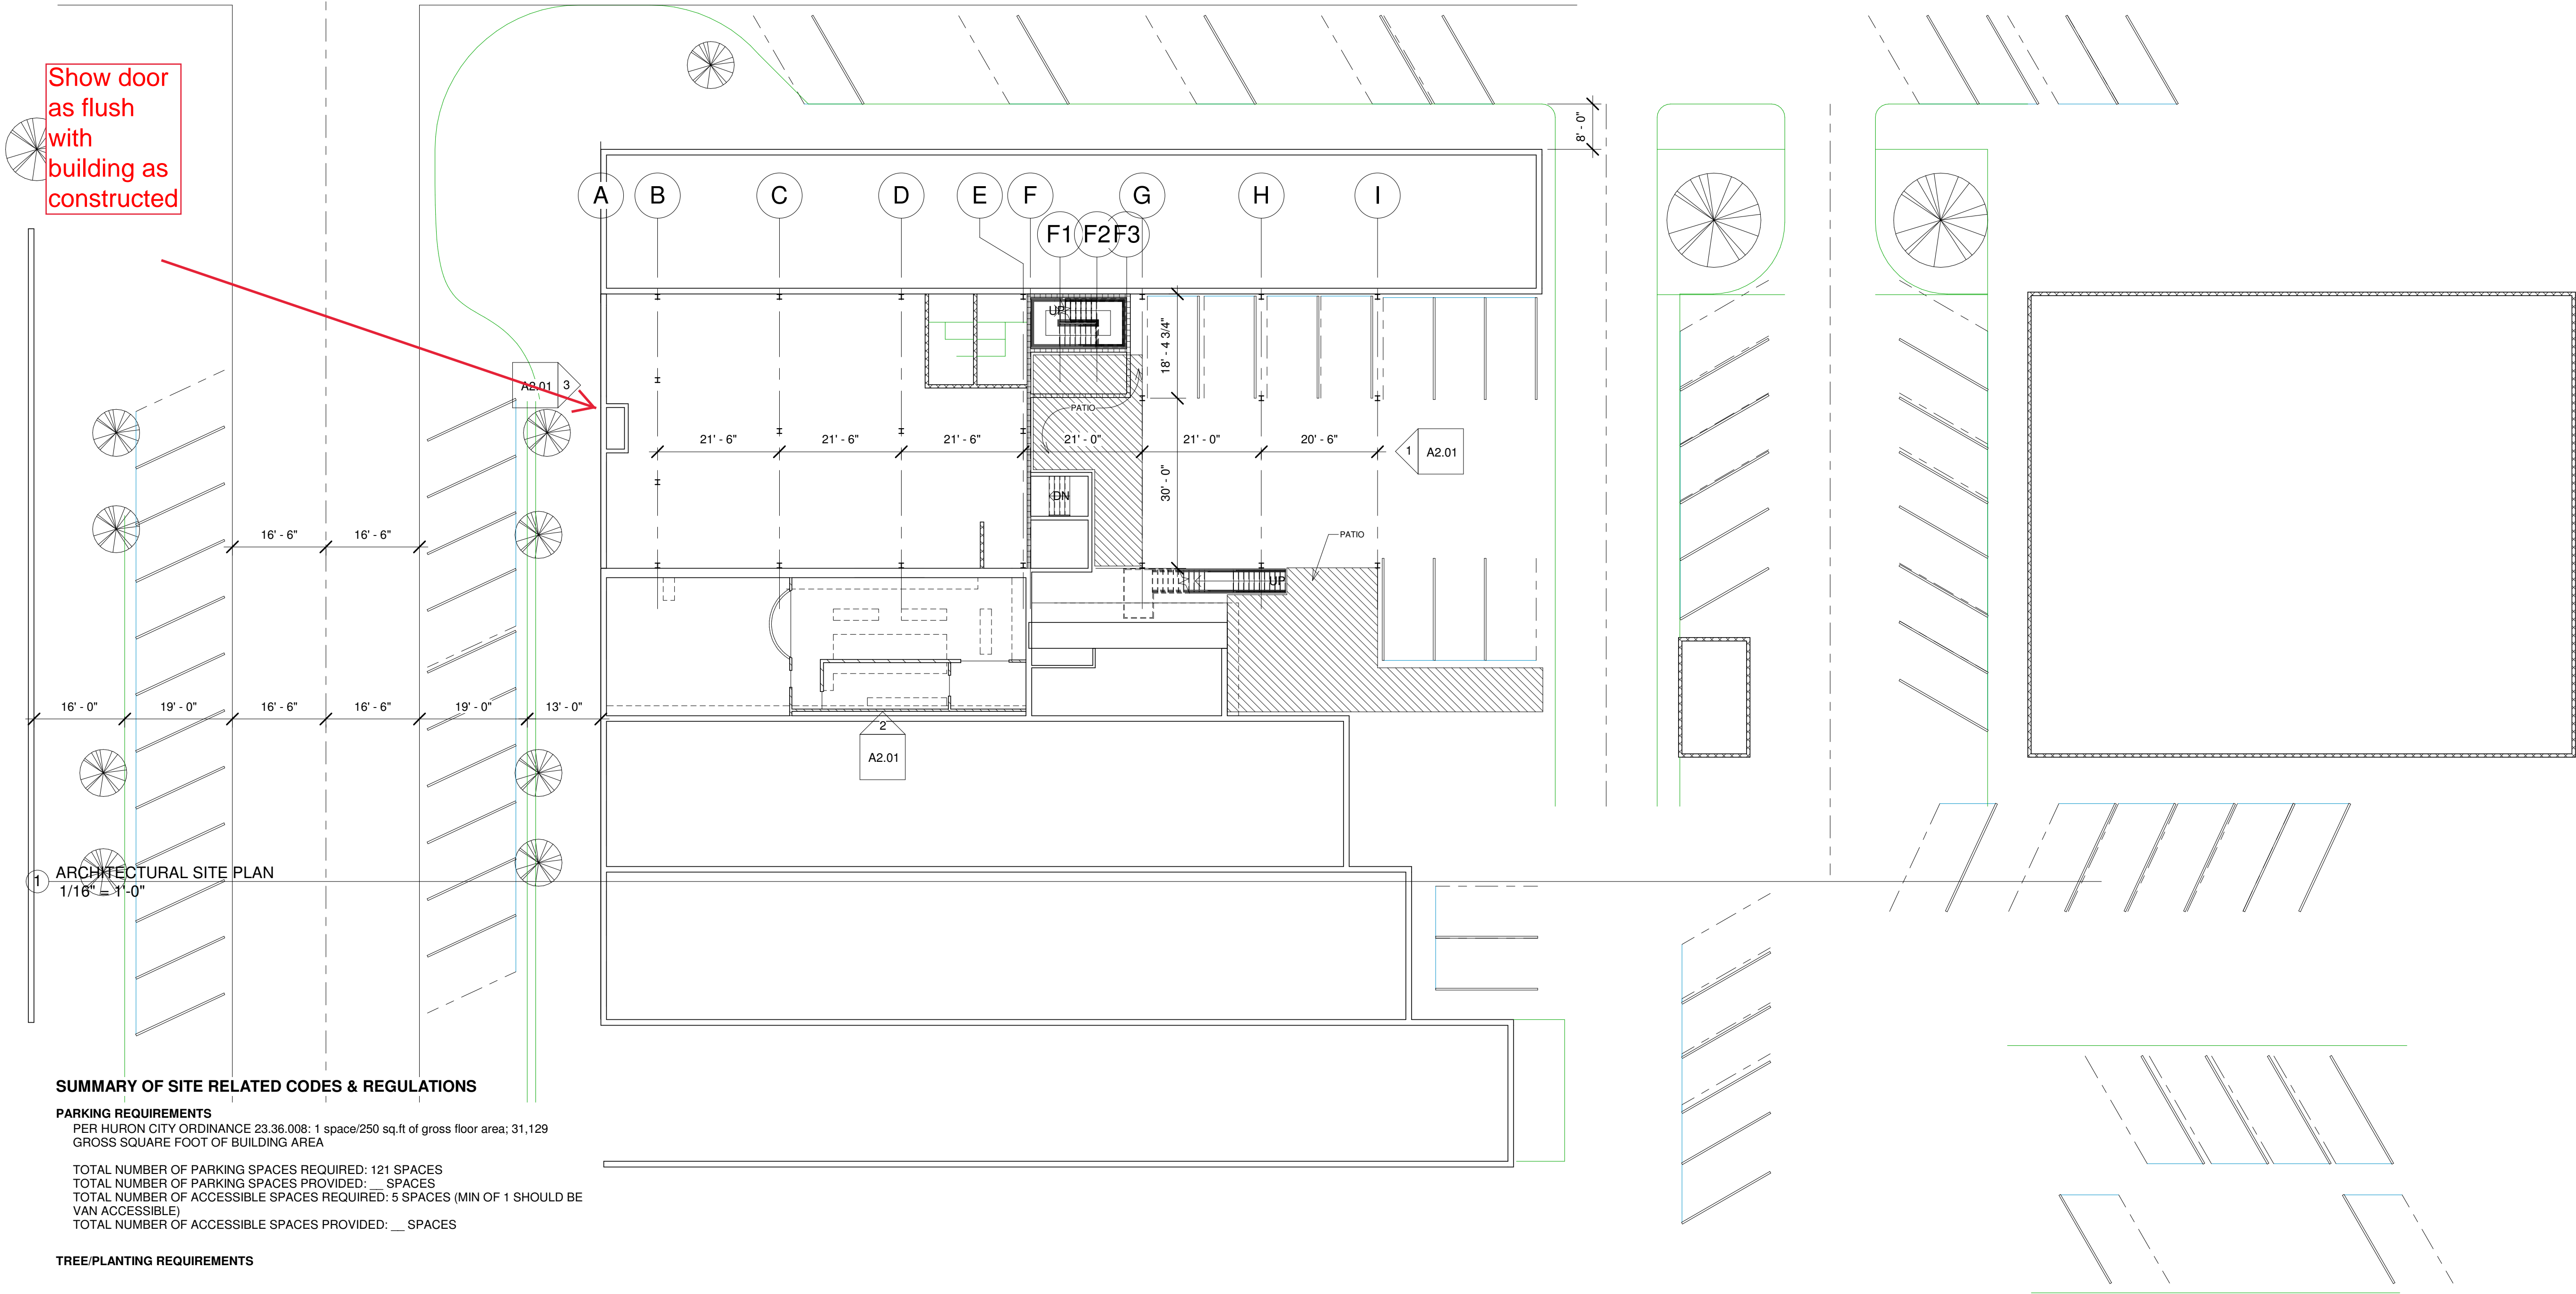 Show door
as flush
with
building as
constructed
8' - 0"
A B C D E F G H I
F1 F2 F3
UP
18' - 4 3/4"
A2.01 3
PATIO
21' - 6" 21' - 6" 21' - 6" 21' - 0" 21' - 0" 20' - 6"
1 A2.01
30' - 0"
DN
16' - 6" 16' - 6"
PATIO
UP
16' - 0" 19' - 0" 16' - 6" 16' - 6" 19' - 0" 13' - 0"
2
A2.01
1 ARCHITECTURAL SITE PLAN
1/16" = 1'-0"
SUMMARY OF SITE RELATED CODES & REGULATIONS
PARKING REQUIREMENTS
PER HURON CITY ORDINANCE 23.36.008: 1 space/250 sq.ft of gross floor area; 31,129
GROSS SQUARE FOOT OF BUILDING AREA
TOTAL NUMBER OF PARKING SPACES REQUIRED: 121 SPACES
TOTAL NUMBER OF PARKING SPACES PROVIDED: __ SPACES
TOTAL NUMBER OF ACCESSIBLE SPACES REQUIRED: 5 SPACES (MIN OF 1 SHOULD BE
VAN ACCESSIBLE)
TOTAL NUMBER OF ACCESSIBLE SPACES PROVIDED: __ SPACES
TREE/PLANTING REQUIREMENTS